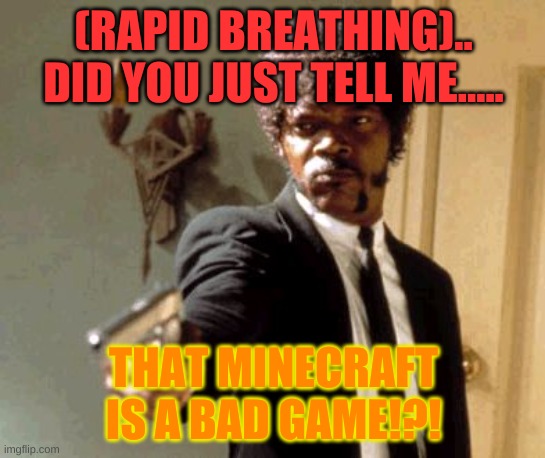 (RAPID BREATHING)..
DID YOU JUST TELL ME.....
THAT MINECRAFT
IS A BAD GAME!?!
imgflip.com